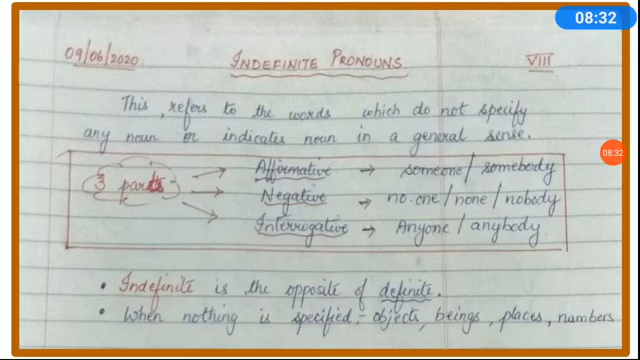 08:32
09/06/2020 INDEFINITE PRONOUNS VIII
This, refers to the words which do not specify
any noun or indicates noun in a general sense.
3 parts → Affirmative → someone / somebody
→ Negative → no.one / none / nobody
→ Interrogative → Anyone / anybody.
• Indefinite is the opposite of definite.
• When nothing is specified:- objects, beings, places, numbers
08:32